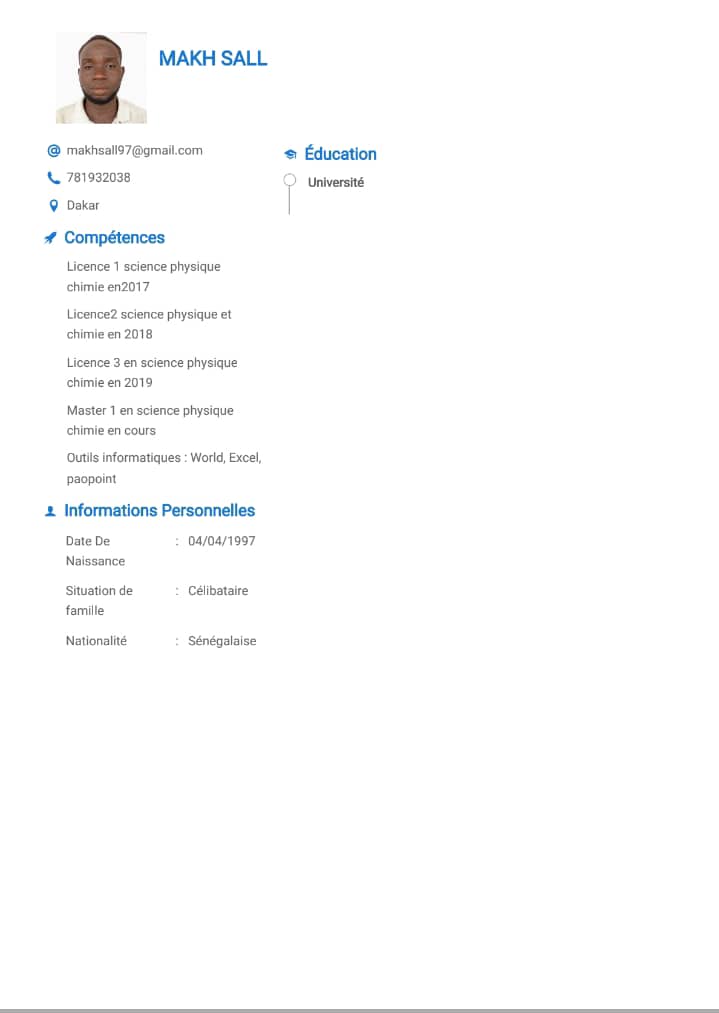 MAKH SALL
makhsall97@gmail.com
781932038
Dakar
Compétences
Licence 1 science physique
chimie en2017
Licence2 science physique et
chimie en 2018
Licence 3 en science physique
chimie en 2019
Master 1 en science physique
chimie en cours
Outils informatiques : World, Excel,
paopoint
Informations Personnelles
Date De : 04/04/1997
Naissance
Situation de : Célibataire
famille
Nationalité : Sénégalaise
Éducation
Université